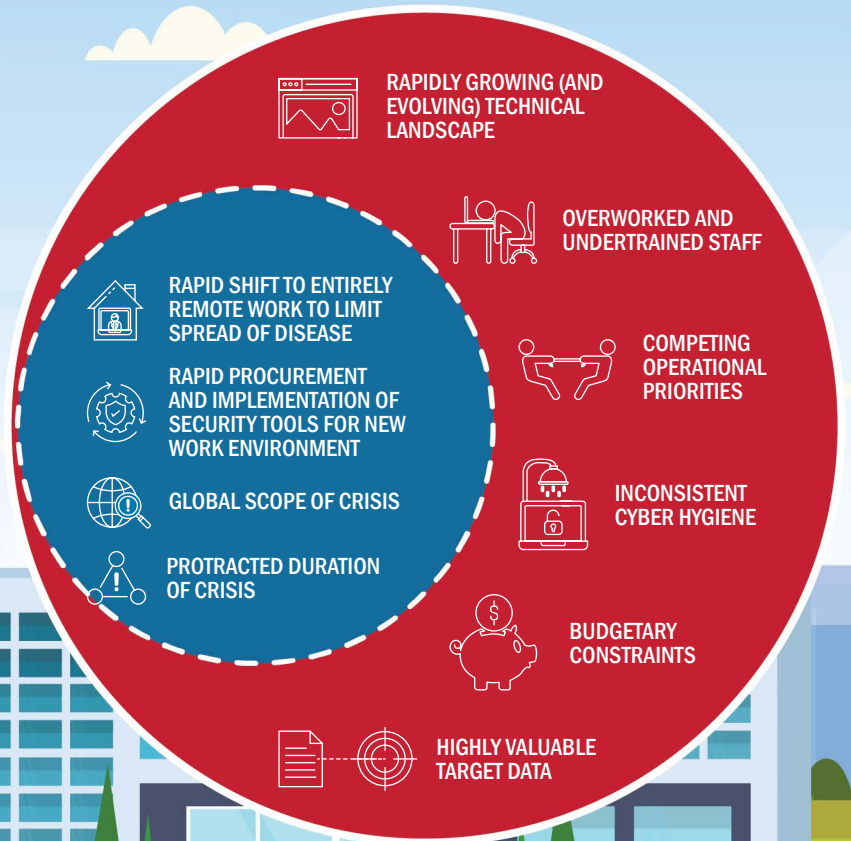 RAPIDLY GROWING (AND
EVOLVING) TECHNICAL
LANDSCAPE
OVERWORKED AND
UNDERTRAINED STAFF
RAPID SHIFT TO ENTIRELY
REMOTE WORK TO LIMIT
SPREAD OF DISEASE
COMPETING
OPERATIONAL
PRIORITIES
RAPID PROCUREMENT
AND IMPLEMENTATION OF
SECURITY TOOLS FOR NEW
WORK ENVIRONMENT
GLOBAL SCOPE OF CRISIS
INCONSISTENT
CYBER HYGIENE
PROTRACTED DURATION
OF CRISIS
BUDGETARY
CONSTRAINTS
HIGHLY VALUABLE
TARGET DATA